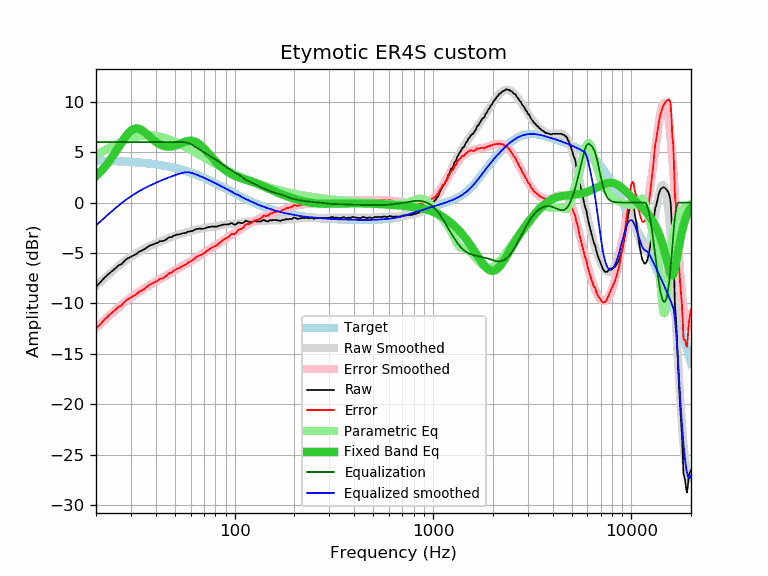 Etymotic ER4S custom
10
5
0
−5
−10
−15
−20
−25
−30
Amplitude (dBr)
Target
Raw Smoothed
Error Smoothed
Raw
Error
Parametric Eq
Fixed Band Eq
Equalization
Equalized smoothed
100 1000 10000
Frequency (Hz)